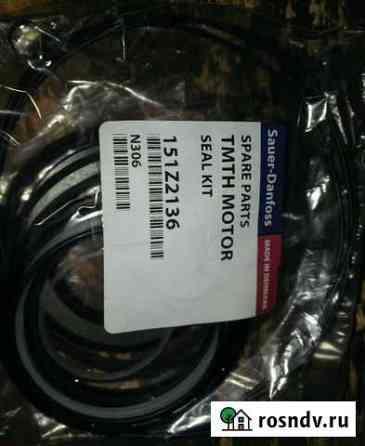 Sauer-Danfoss
MADE IN DENMARK
SPARE PARTS
TMTH MOTOR
SEAL KIT
151Z2136
N306
rosndv.ru